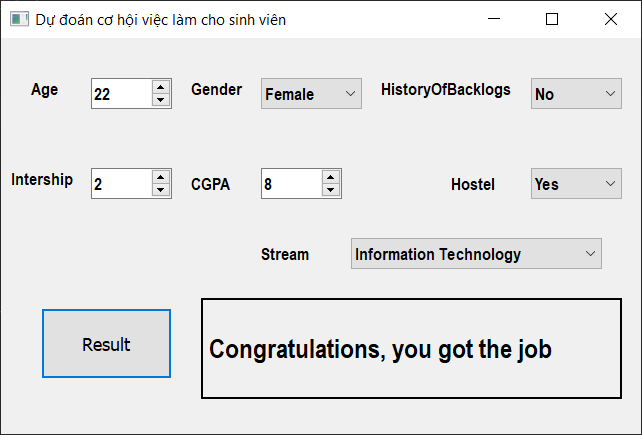 Dự đoán cơ hội việc làm cho sinh viên
Age 22 Gender Female HistoryOfBacklogs No
Intership 2 CGPA 8 Hostel Yes
Stream Information Technology
Result Congratulations, you got the job